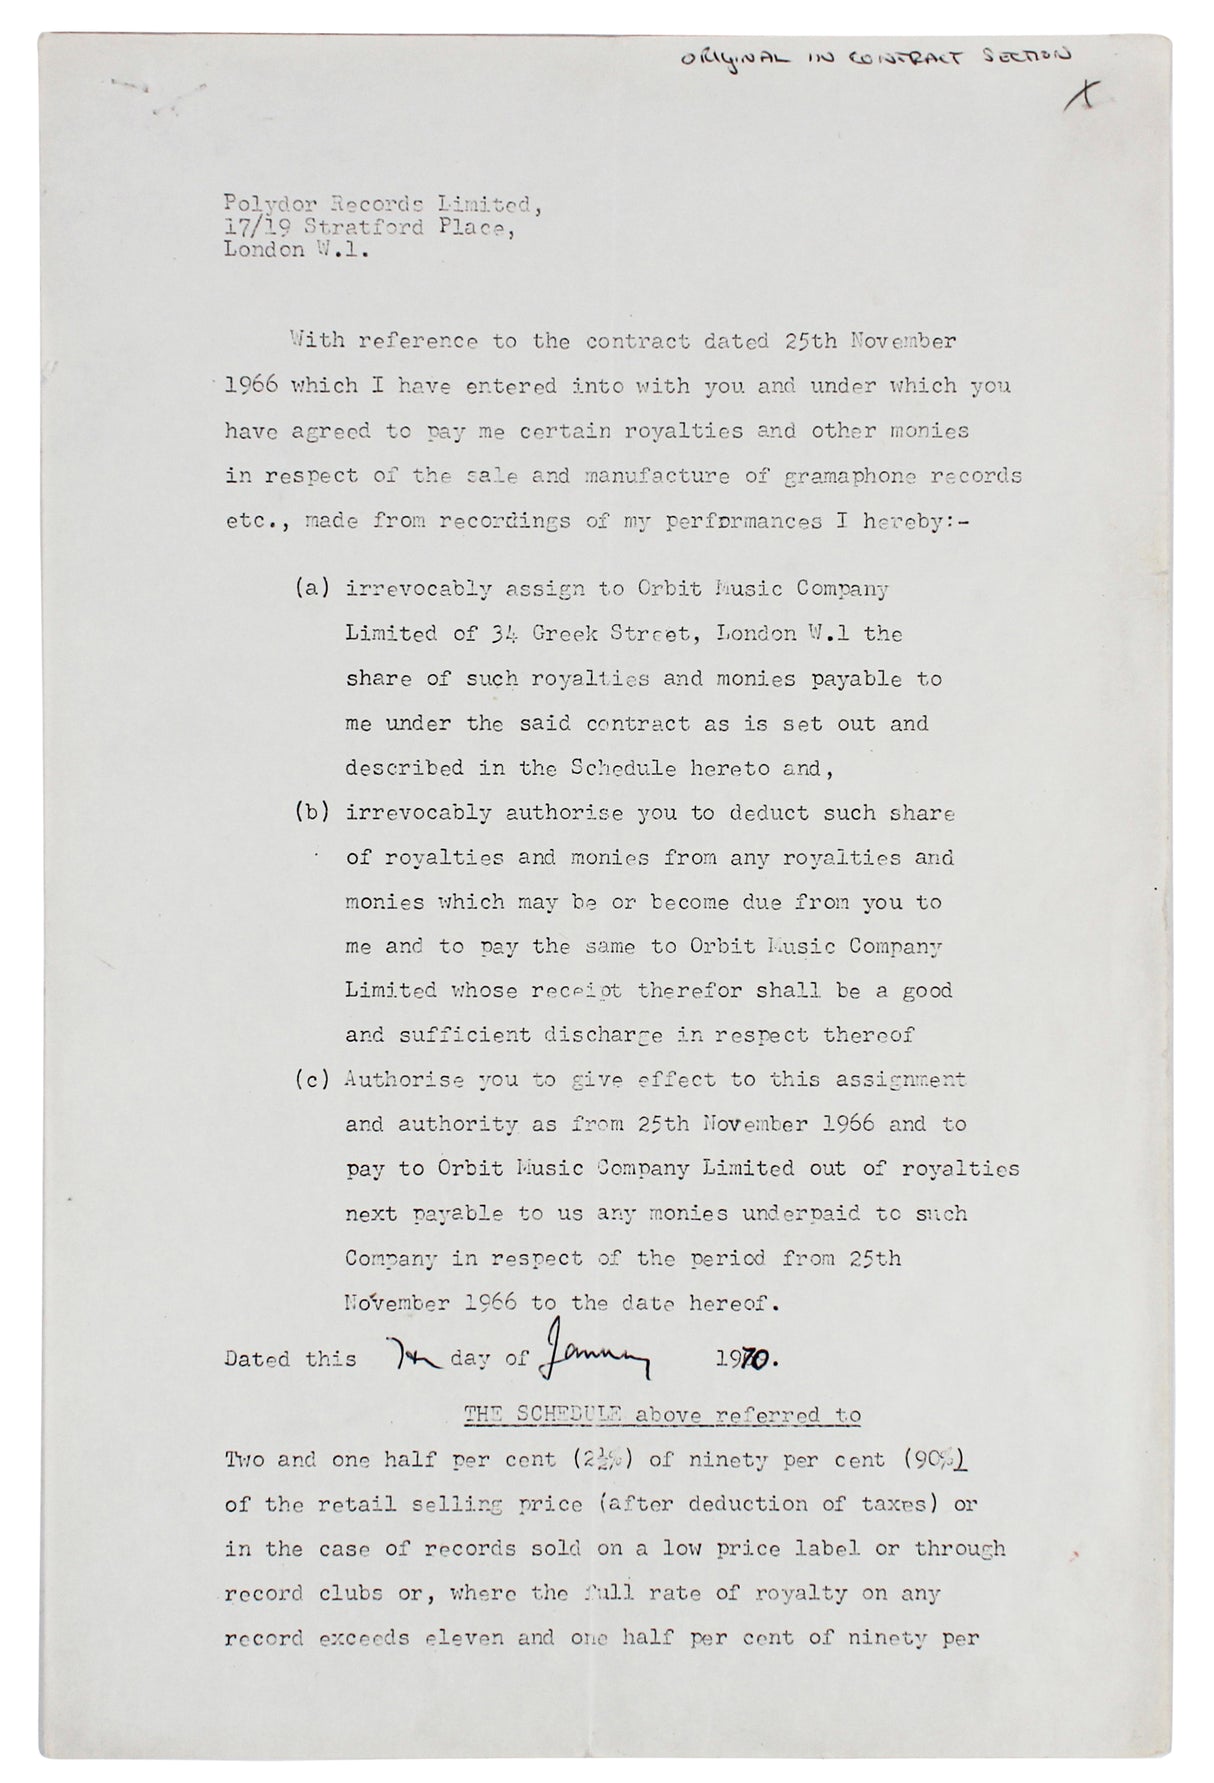 ORIGINAL IN CONTRACT SECTION
X
Polydor Records Limited,
17/19 Stratford Place,
London W.1.
With reference to the contract dated 25th November
1966 which I have entered into with you and under which you
have agreed to pay me certain royalties and other monies
in respect of the sale and manufacture of gramaphone records
etc., made from recordings of my performances I hereby:-
(a) irrevocably assign to Orbit Music Company
Limited of 34 Greek Street, London W.1 the
share of such royalties and monies payable to
me under the said contract as is set out and
described in the Schedule hereto and,
(b) irrevocably authorise you to deduct such share
of royalties and monies from any royalties and
monies which may be or become due from you to
me and to pay the same to Orbit Music Company
Limited whose receipt therefor shall be a good
and sufficient discharge in respect thereof
(c) Authorise you to give effect to this assignment
and authority as from 25th November 1966 and to
pay to Orbit Music Company Limited out of royalties
next payable to us any monies underpaid to such
Company in respect of the period from 25th
November 1966 to the date hereof.
Dated this 7th day of January 1970.
THE SCHEDULE above referred to
Two and one half per cent (2½%) of ninety per cent (90%)
of the retail selling price (after deduction of taxes) or
in the case of records sold on a low price label or through
record clubs or, where the full rate of royalty on any
record exceeds eleven and one half per cent of ninety per